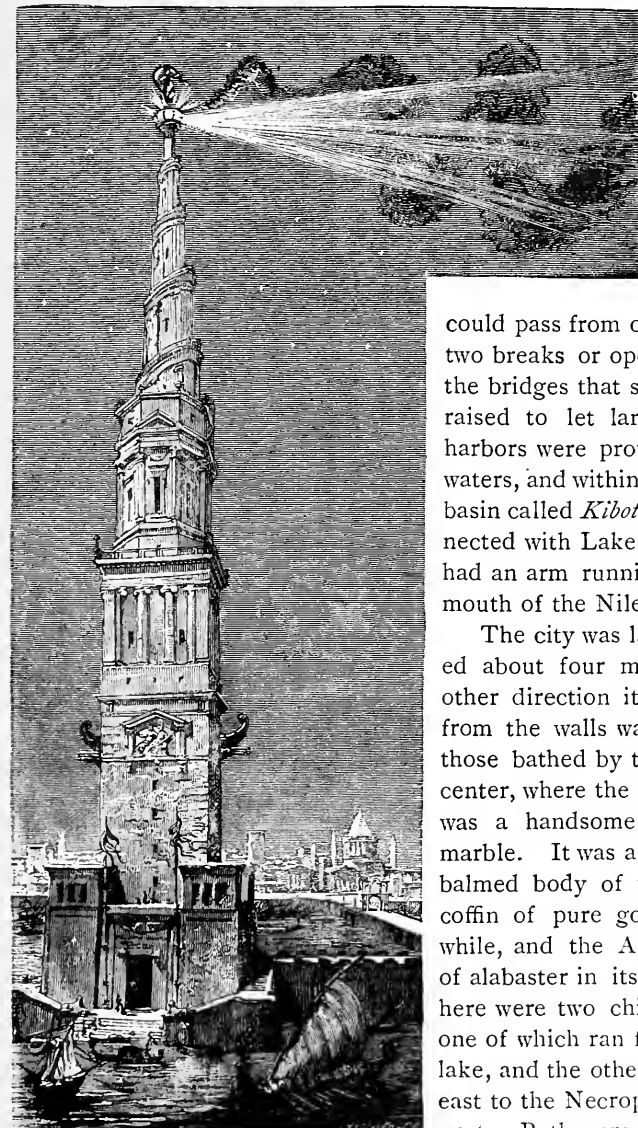 could pass from o
two breaks or ope
the bridges that s
raised to let lar
harbors were prov
waters, and within
basin called Kibot
nected with Lake
had an arm runni
mouth of the Nile
The city was la
ed about four m
other direction it
from the walls wa
those bathed by t
center, where the
was a handsome
marble. It was a
balmed body of
coffin of pure go
while, and the A
of alabaster in its
here were two chi
one of which ran f
lake, and the othe
east to the Necrop